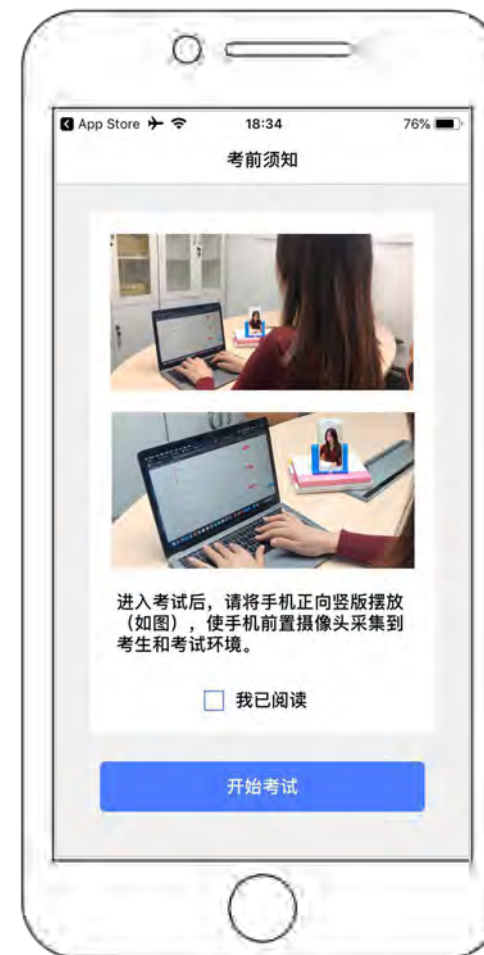 App Store
18:34
76%
考前须知
进入考试后，请将手机正向竖版摆放
（如图），使手机前置摄像头采集到
考生和考试环境。
我已阅读
开始考试